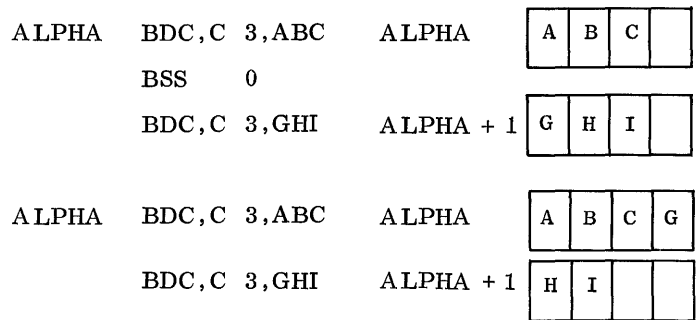 ALPHA BDC,C 3,ABC ALPHA A B C
BSS 0
BDC,C 3,GHI ALPHA + 1 G H I
ALPHA BDC,C 3,ABC ALPHA A B C G
BDC,C 3,GHI ALPHA + 1 H I